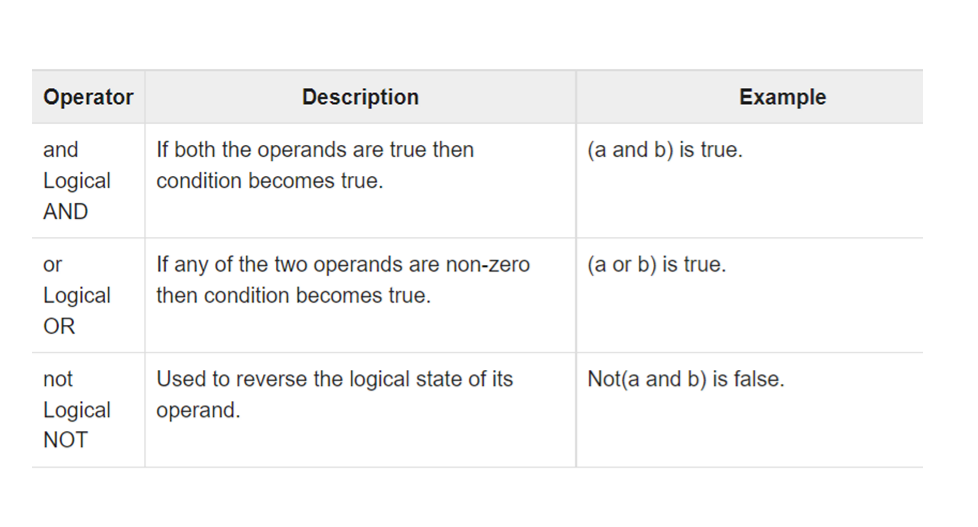 Operator Description Example
and
Logical
AND
If both the operands are true then
condition becomes true.
(a and b) is true.
or
Logical
OR
If any of the two operands are non-zero
then condition becomes true.
(a or b) is true.
not
Logical
NOT
Used to reverse the logical state of its
operand.
Not(a and b) is false.